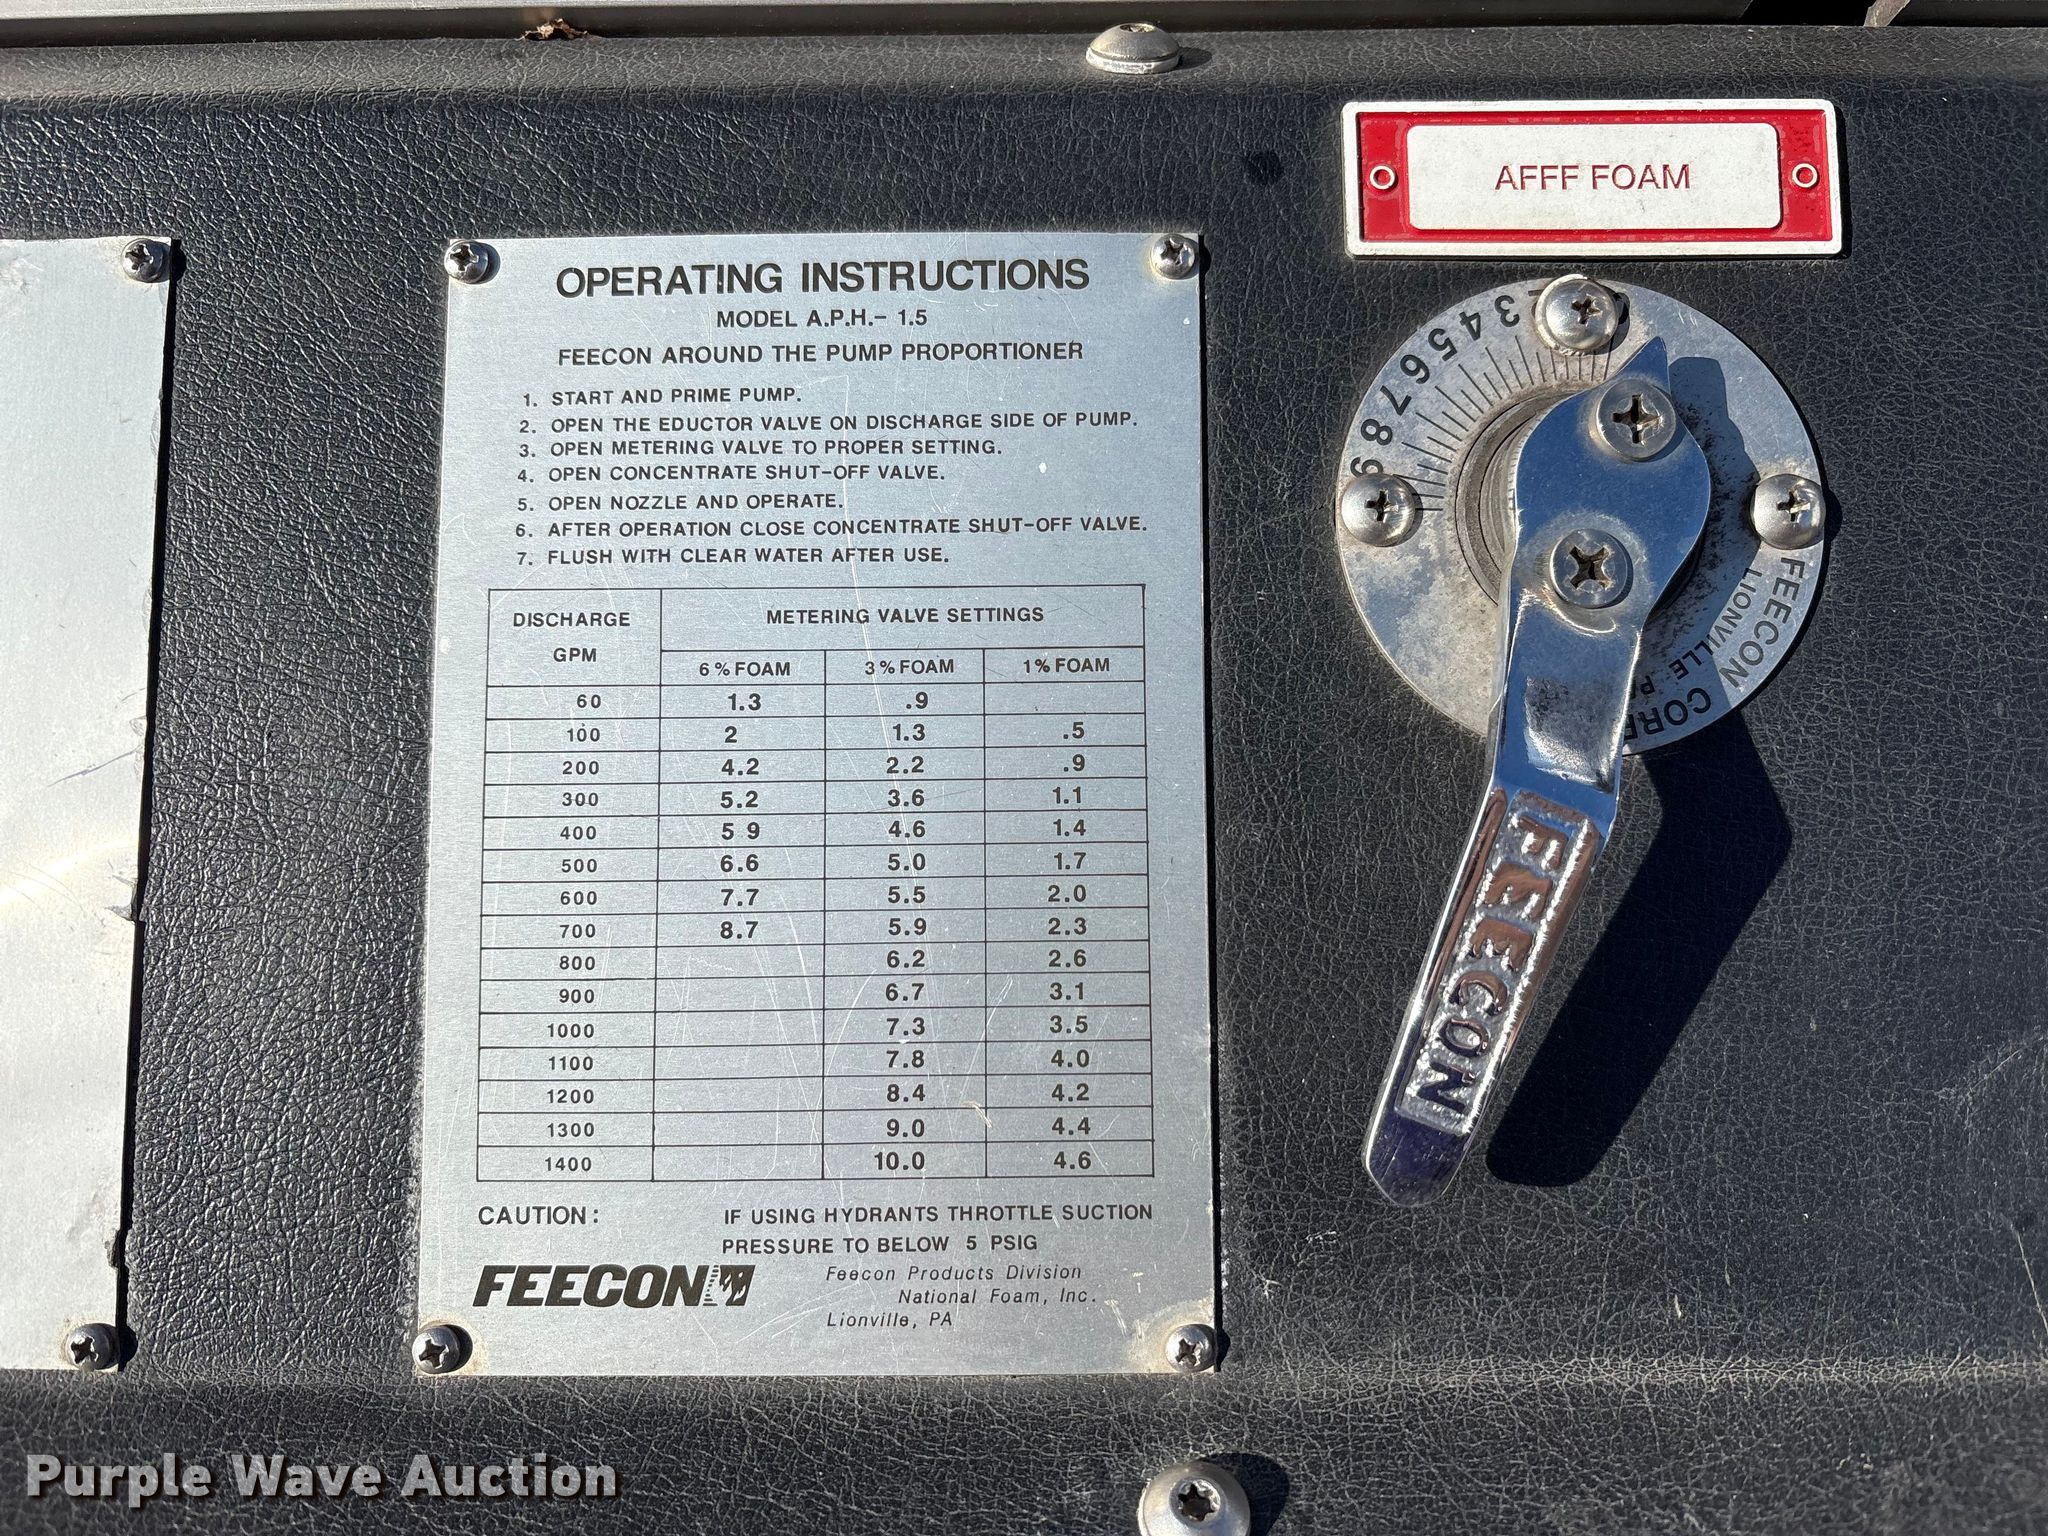 AFFF FOAM
OPERATING INSTRUCTIONS
MODEL A.P.H.- 1.5
FEECON AROUND THE PUMP PROPORTIONER
1. START AND PRIME PUMP.
2. OPEN THE EDUCTOR VALVE ON DISCHARGE SIDE OF PUMP.
3. OPEN METERING VALVE TO PROPER SETTING.
4. OPEN CONCENTRATE SHUT-OFF VALVE.
5. OPEN NOZZLE AND OPERATE.
6. AFTER OPERATION CLOSE CONCENTRATE SHUT-OFF VALVE.
7. FLUSH WITH CLEAR WATER AFTER USE.
DISCHARGE GPM METERING VALVE SETTINGS
6% FOAM 3% FOAM 1% FOAM
60 1.3 .9
100 2 1.3 .5
200 4.2 2.2 .9
300 5.2 3.6 1.1
400 5 9 4.6 1.4
500 6.6 5.0 1.7
600 7.7 5.5 2.0
700 8.7 5.9 2.3
800 6.2 2.6
900 6.7 3.1
1000 7.3 3.5
1100 7.8 4.0
1200 8.4 4.2
1300 9.0 4.4
1400 10.0 4.6
CAUTION: IF USING HYDRANTS THROTTLE SUCTION
PRESSURE TO BELOW 5 PSIG
FEECON
Feecon Products Division
National Foam, Inc.
Lionville, PA
3 4 5 6 7 8 9
FEECON
LIONVILLE
FEECON
Purple Wave Auction